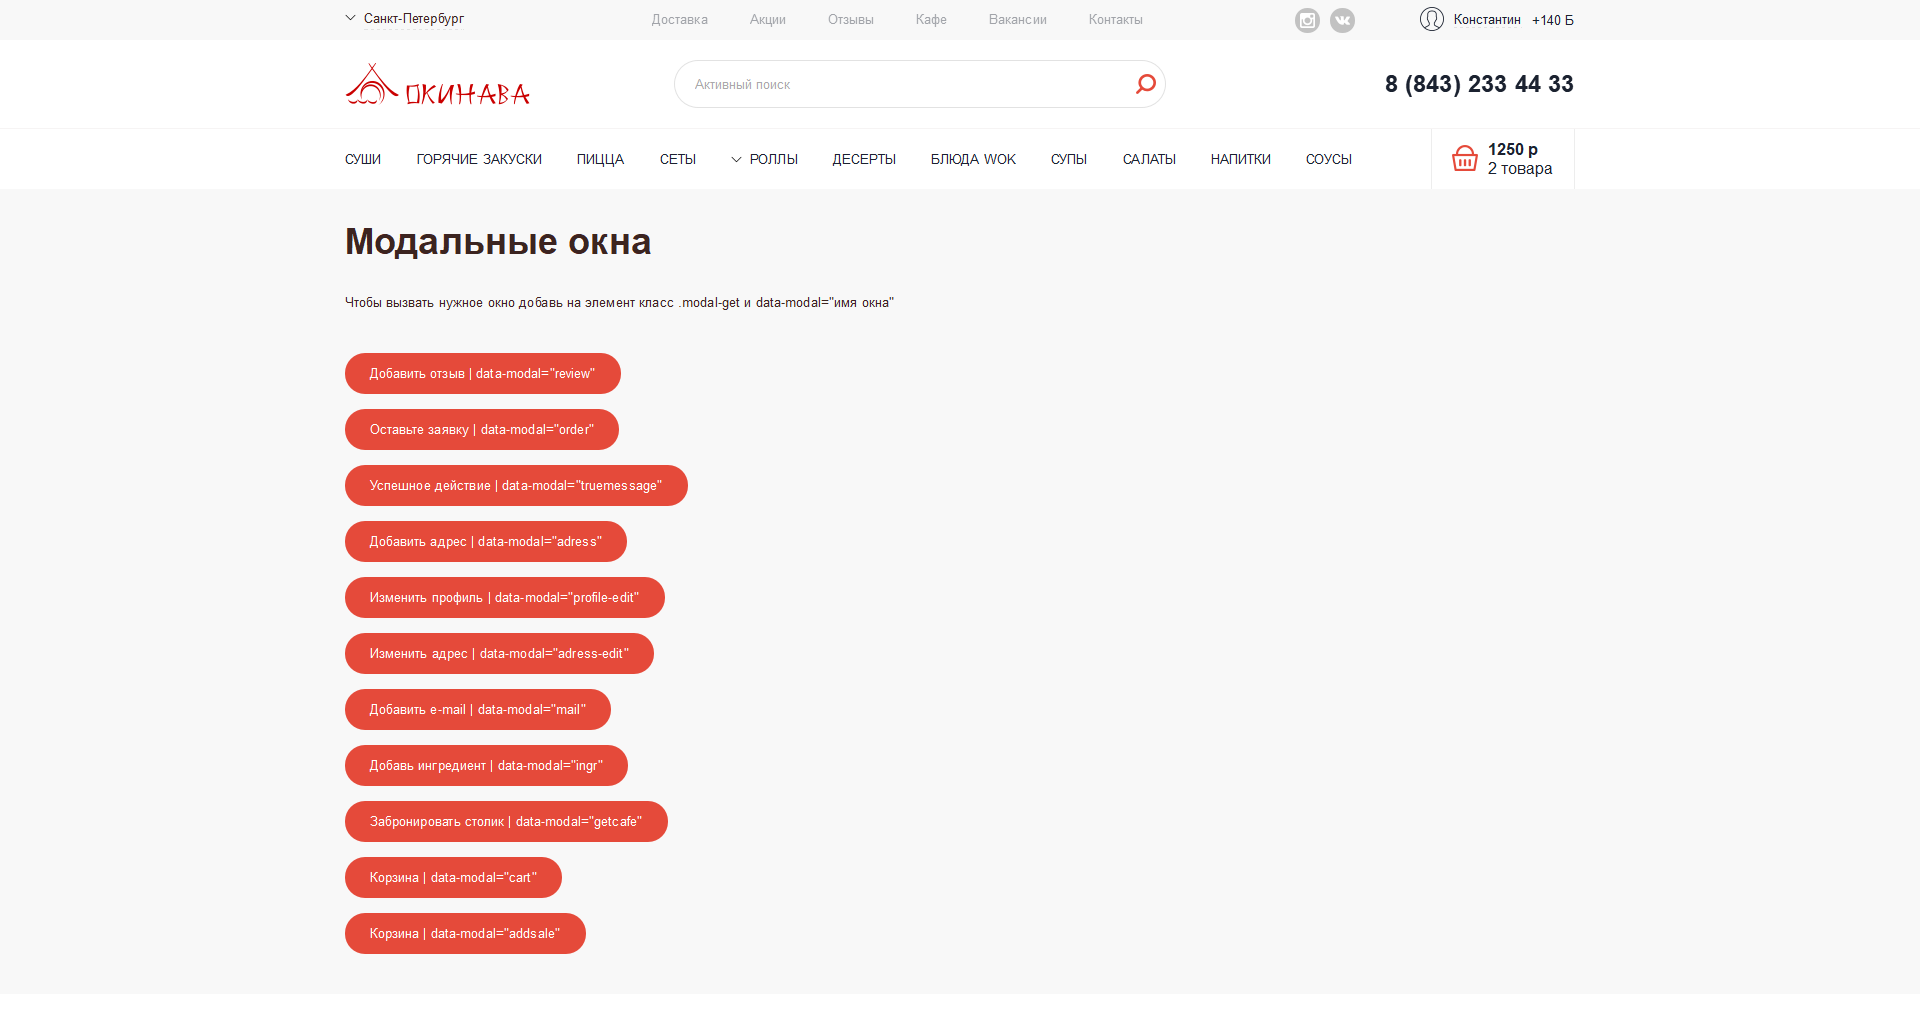 Санкт-Петербург
Доставка Акции Отзывы Кафе Вакансии Контакты
Константин +140 Б
ОКИНАВА
Активный поиск
8 (843) 233 44 33
СУШИ ГОРЯЧИЕ ЗАКУСКИ ПИЦЦА СЕТЫ РОЛЛЫ ДЕСЕРТЫ БЛЮДА WOK СУПЫ САЛАТЫ НАПИТКИ СОУСЫ
1250 р
2 товара
Модальные окна
Чтобы вызвать нужное окно добавь на элемент класс .modal-get и data-modal="имя окна"
Добавить отзыв | data-modal="review"
Оставьте заявку | data-modal="order"
Успешное действие | data-modal="truemessage"
Добавить адрес | data-modal="adress"
Изменить профиль | data-modal="profile-edit"
Изменить адрес | data-modal="adress-edit"
Добавить e-mail | data-modal="mail"
Добавь ингредиент | data-modal="ingr"
Забронировать столик | data-modal="getcafe"
Корзина | data-modal="cart"
Корзина | data-modal="addsale"